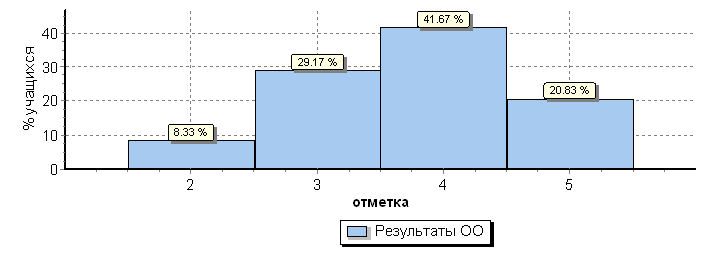 % учащихся
40
30
20
10
0
8.33 %
29.17 %
41.67 %
20.83 %
2 3 4 5
отметка
Результаты ОО